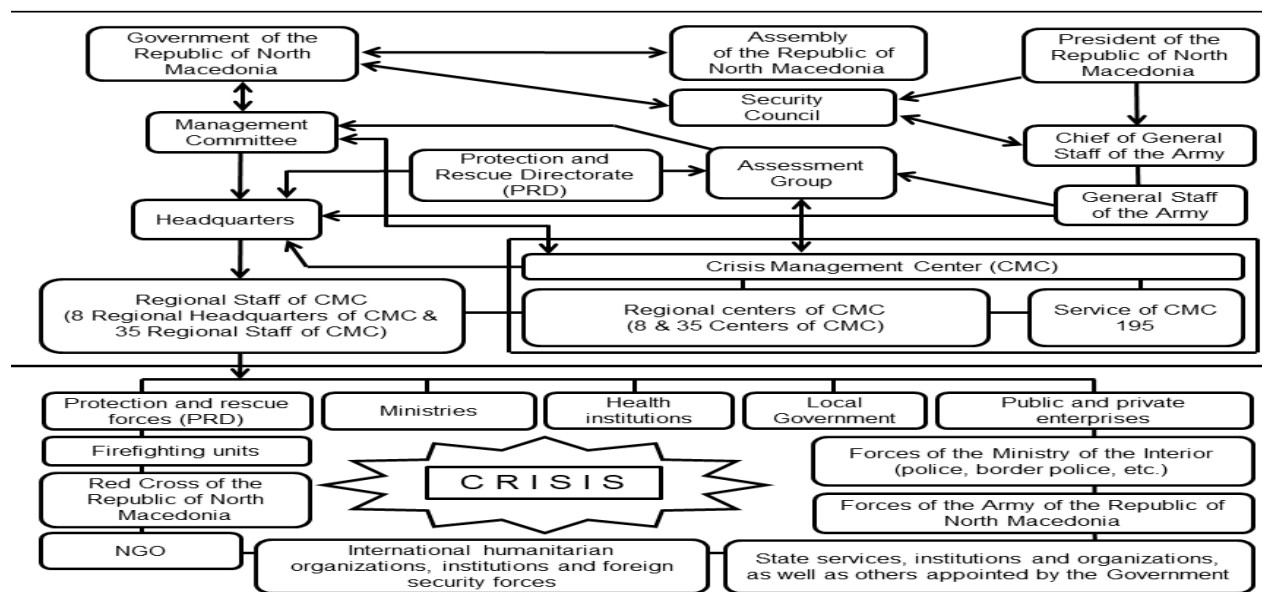 Government of the
Republic of North
Macedonia
Assembly
of the Republic of
North Macedonia
President of the
Republic of North
Macedonia
Security
Council
Management
Committee
Chief of General
Staff of the Army
Protection and
Rescue Directorate
(PRD)
Assessment
Group
General Staff
of the Army
Headquarters
Crisis Management Center (CMC)
Regional Staff of CMC
(8 Regional Headquarters of CMC &
35 Regional Staff of CMC)
Regional centers of CMC
(8 & 35 Centers of CMC)
Service of CMC
195
Protection and rescue
forces (PRD)
Ministries
Health
institutions
Local
Government
Public and private
enterprises
Firefighting units
Forces of the Ministry of the Interior
(police, border police, etc.)
CRISIS
Red Cross of the
Republic of North
Macedonia
Forces of the Army of the Republic of
North Macedonia
NGO
International humanitarian
organizations, institutions and foreign
security forces
State services, institutions and organizations,
as well as others appointed by the Government